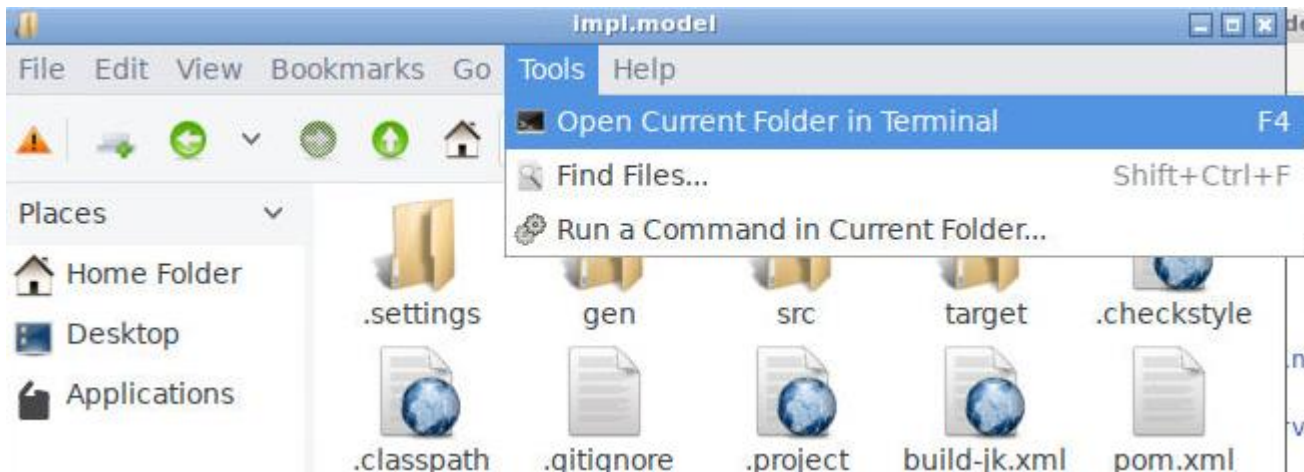 impl.model
File Edit View Bookmarks Go Tools Help
Open Current Folder in Terminal F4
Find Files... Shift+Ctrl+F
Run a Command in Current Folder...
Places
Home Folder
Desktop
Applications
.settings gen src target .checkstyle
.classpath .gitignore .project build-jk.xml pom.xml